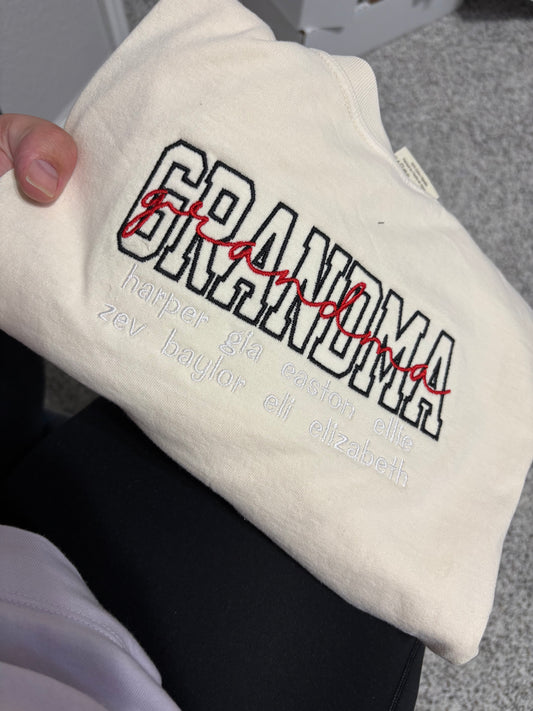 GRANDMA
grandma
harper gia easton ellie
zev baylor eli elizabeth